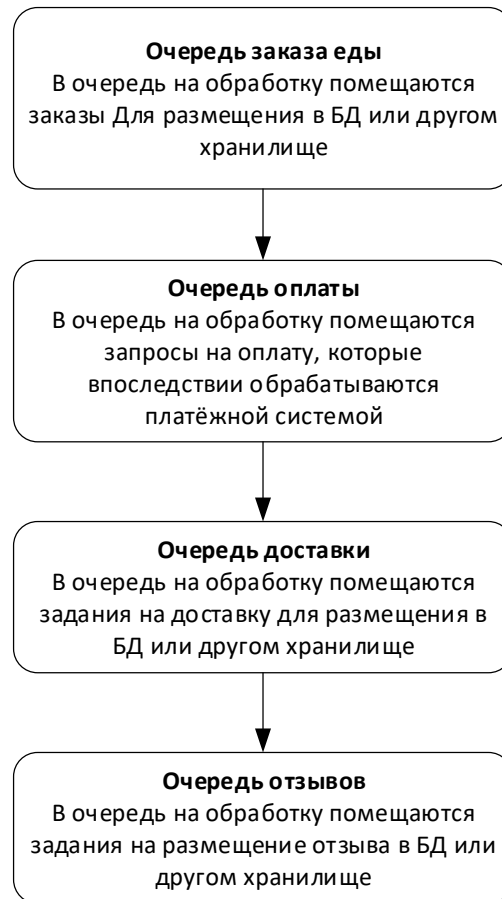 Очередь заказа еды
В очередь на обработку помещаются
заказы Для размещения в БД или другом
хранилище
Очередь оплаты
В очередь на обработку помещаются
запросы на оплату, которые
впоследствии обрабатываются
платёжной системой
Очередь доставки
В очередь на обработку помещаются
задания на доставку для размещения в
БД или другом хранилище
Очередь отзывов
В очередь на обработку помещаются
задания на размещение отзыва в БД или
другом хранилище